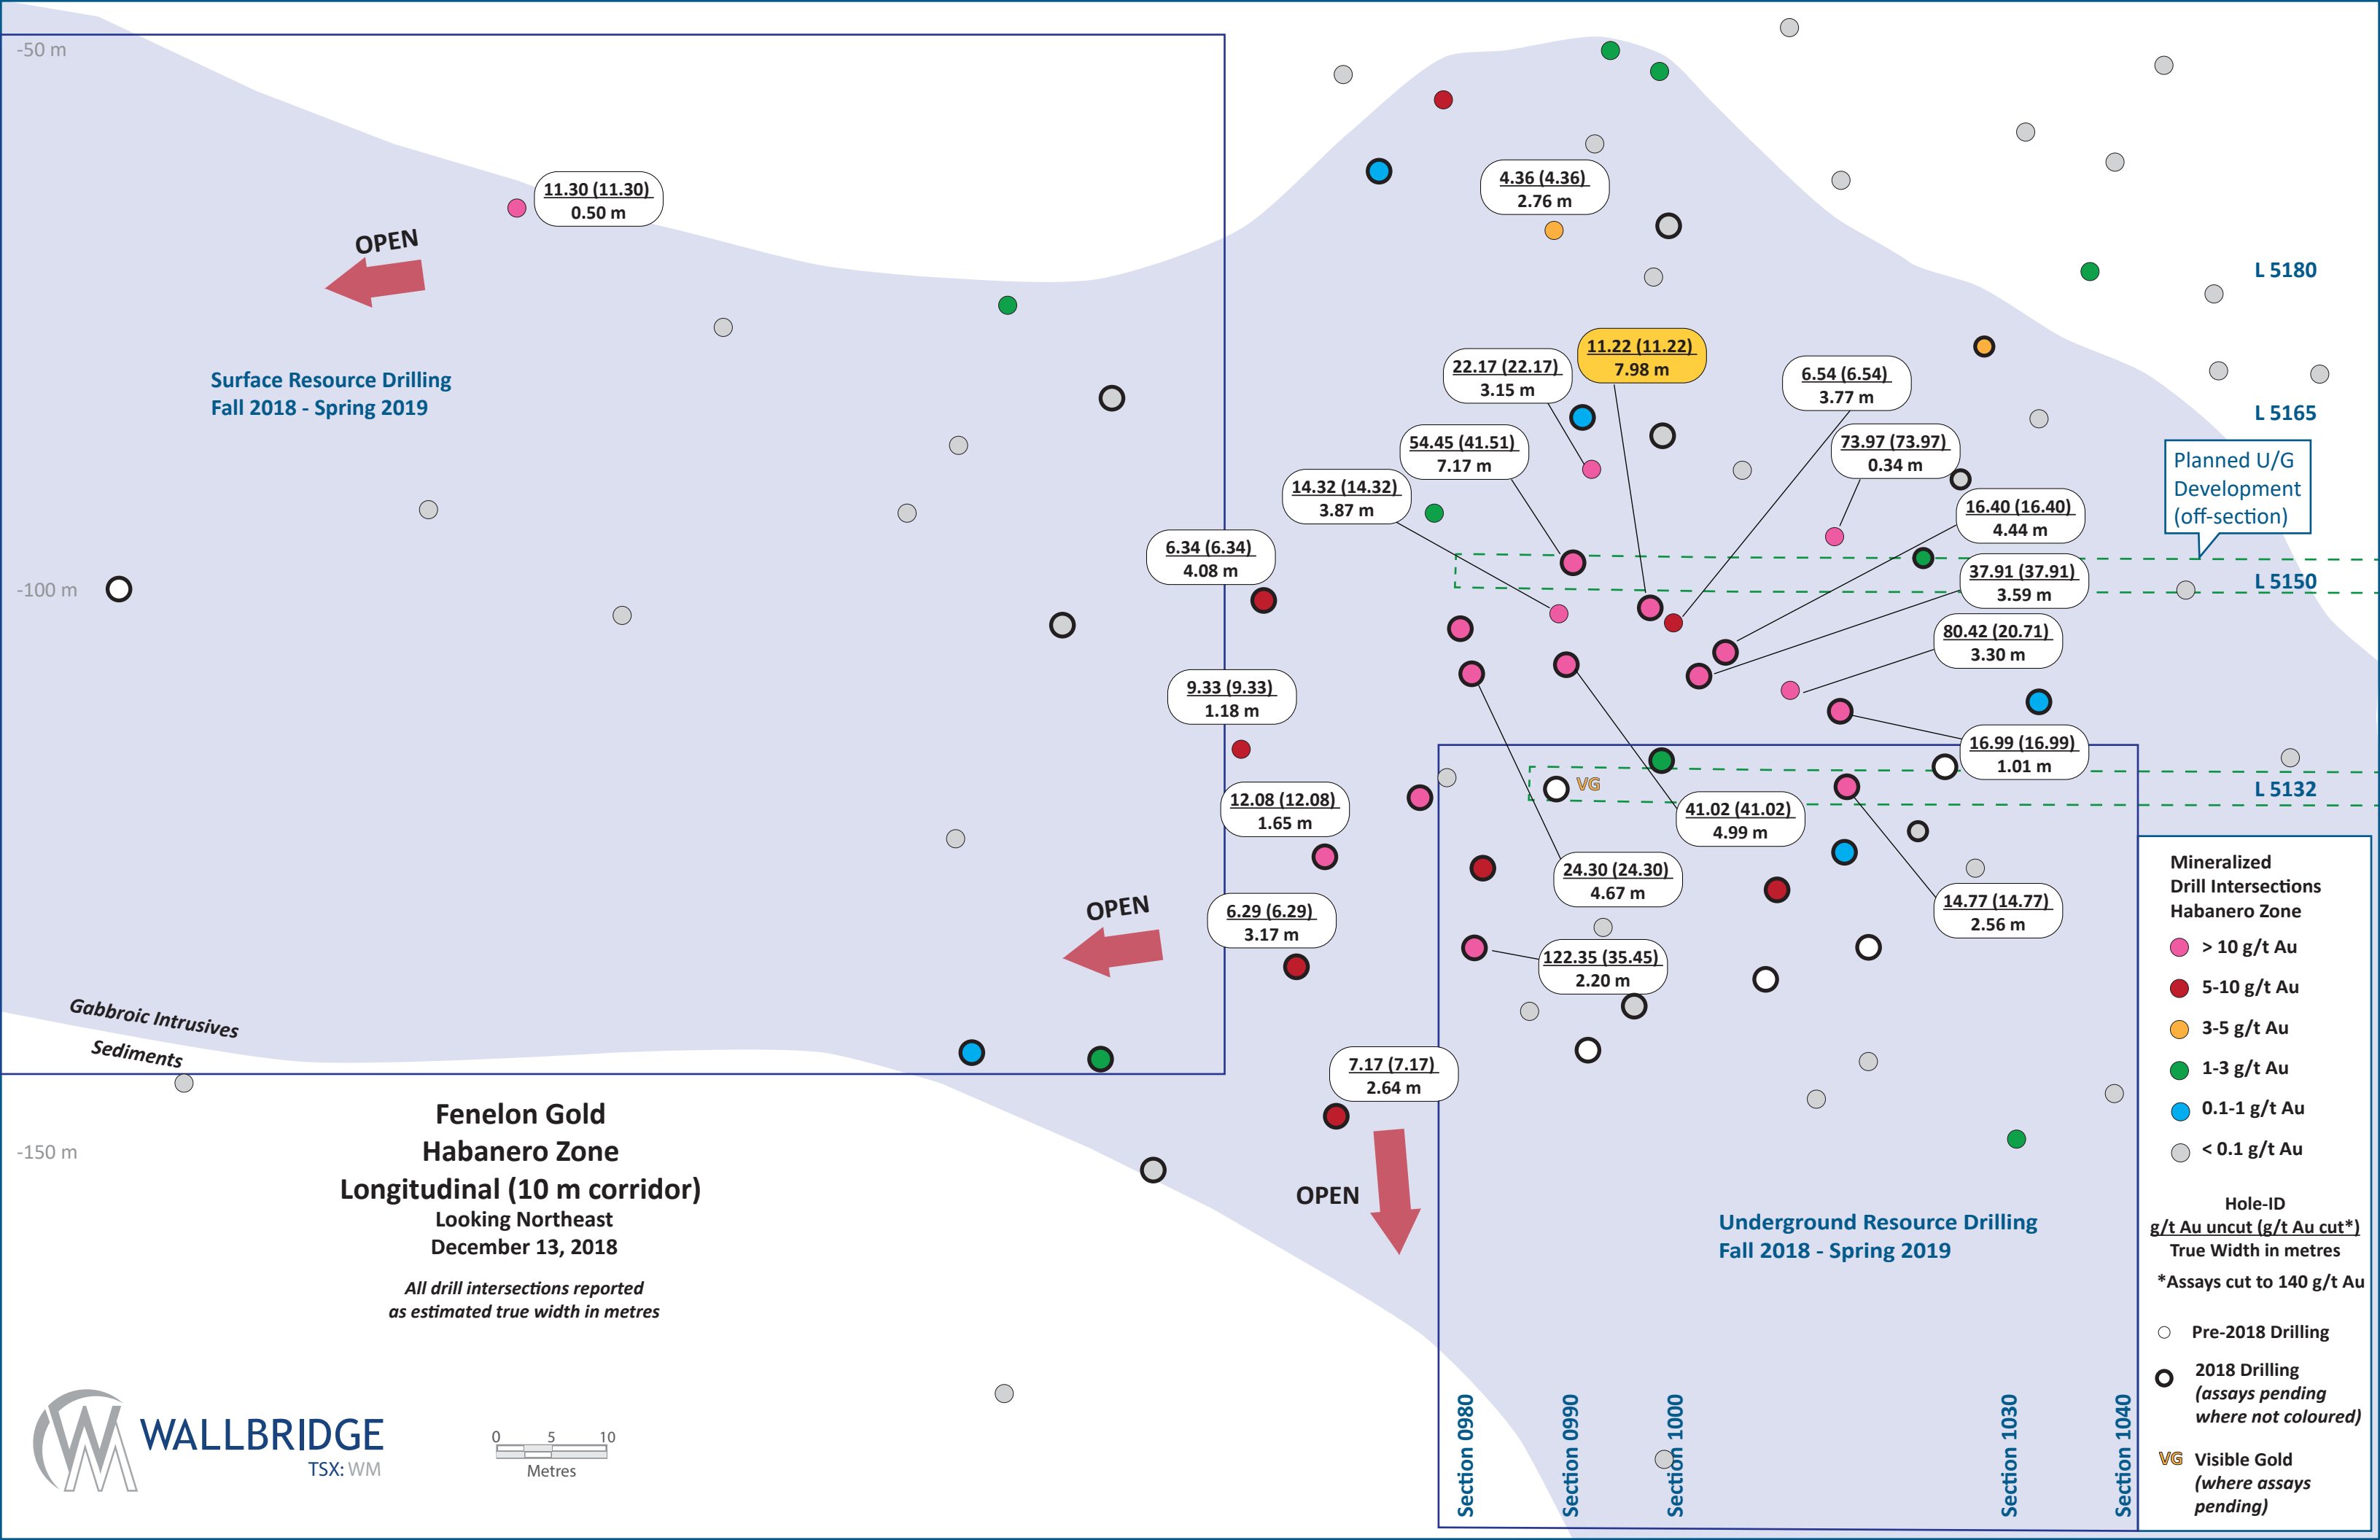 -50 m
11.30 (11.30)
0.50 m
OPEN
4.36 (4.36)
2.76 m
L 5180
Surface Resource Drilling
Fall 2018 - Spring 2019
22.17 (22.17)
3.15 m
11.22 (11.22)
7.98 m
6.54 (6.54)
3.77 m
L 5165
54.45 (41.51)
7.17 m
73.97 (73.97)
0.34 m
Planned U/G
Development
(off-section)
14.32 (14.32)
3.87 m
16.40 (16.40)
4.44 m
6.34 (6.34)
4.08 m
-100 m
37.91 (37.91)
3.59 m
L 5150
80.42 (20.71)
3.30 m
9.33 (9.33)
1.18 m
16.99 (16.99)
1.01 m
VG
L 5132
12.08 (12.08)
1.65 m
41.02 (41.02)
4.99 m
24.30 (24.30)
4.67 m
14.77 (14.77)
2.56 m
OPEN
6.29 (6.29)
3.17 m
122.35 (35.45)
2.20 m
Gabbroic Intrusives
Sediments
7.17 (7.17)
2.64 m
-150 m
OPEN
Underground Resource Drilling
Fall 2018 - Spring 2019
Fenelon Gold
Habanero Zone
Longitudinal (10 m corridor)
Looking Northeast
December 13, 2018
All drill intersections reported
as estimated true width in metres
Mineralized
Drill Intersections
Habanero Zone
> 10 g/t Au
5-10 g/t Au
3-5 g/t Au
1-3 g/t Au
0.1-1 g/t Au
< 0.1 g/t Au
Hole-ID
g/t Au uncut (g/t Au cut*)
True Width in metres
*Assays cut to 140 g/t Au
Pre-2018 Drilling
2018 Drilling
(assays pending
where not coloured)
VG Visible Gold
(where assays
pending)
Section 0980
Section 0990
Section 1000
Section 1030
Section 1040
WALLBRIDGE
TSX: WM
0 5 10
Metres